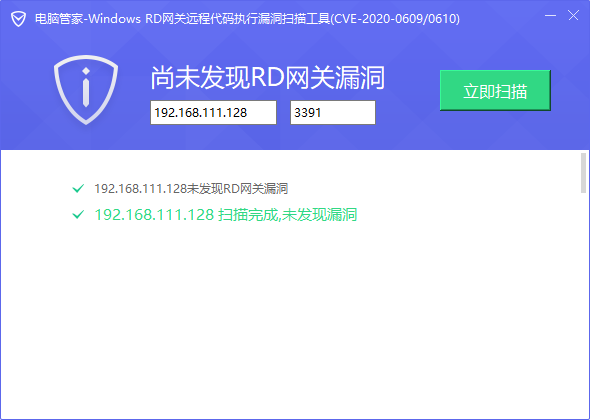 电脑管家-Windows RD网关远程代码执行漏洞扫描工具(CVE-2020-0609/0610)
尚未发现RD网关漏洞
192.168.111.128 3391
立即扫描
192.168.111.128未发现RD网关漏洞
192.168.111.128 扫描完成,未发现漏洞